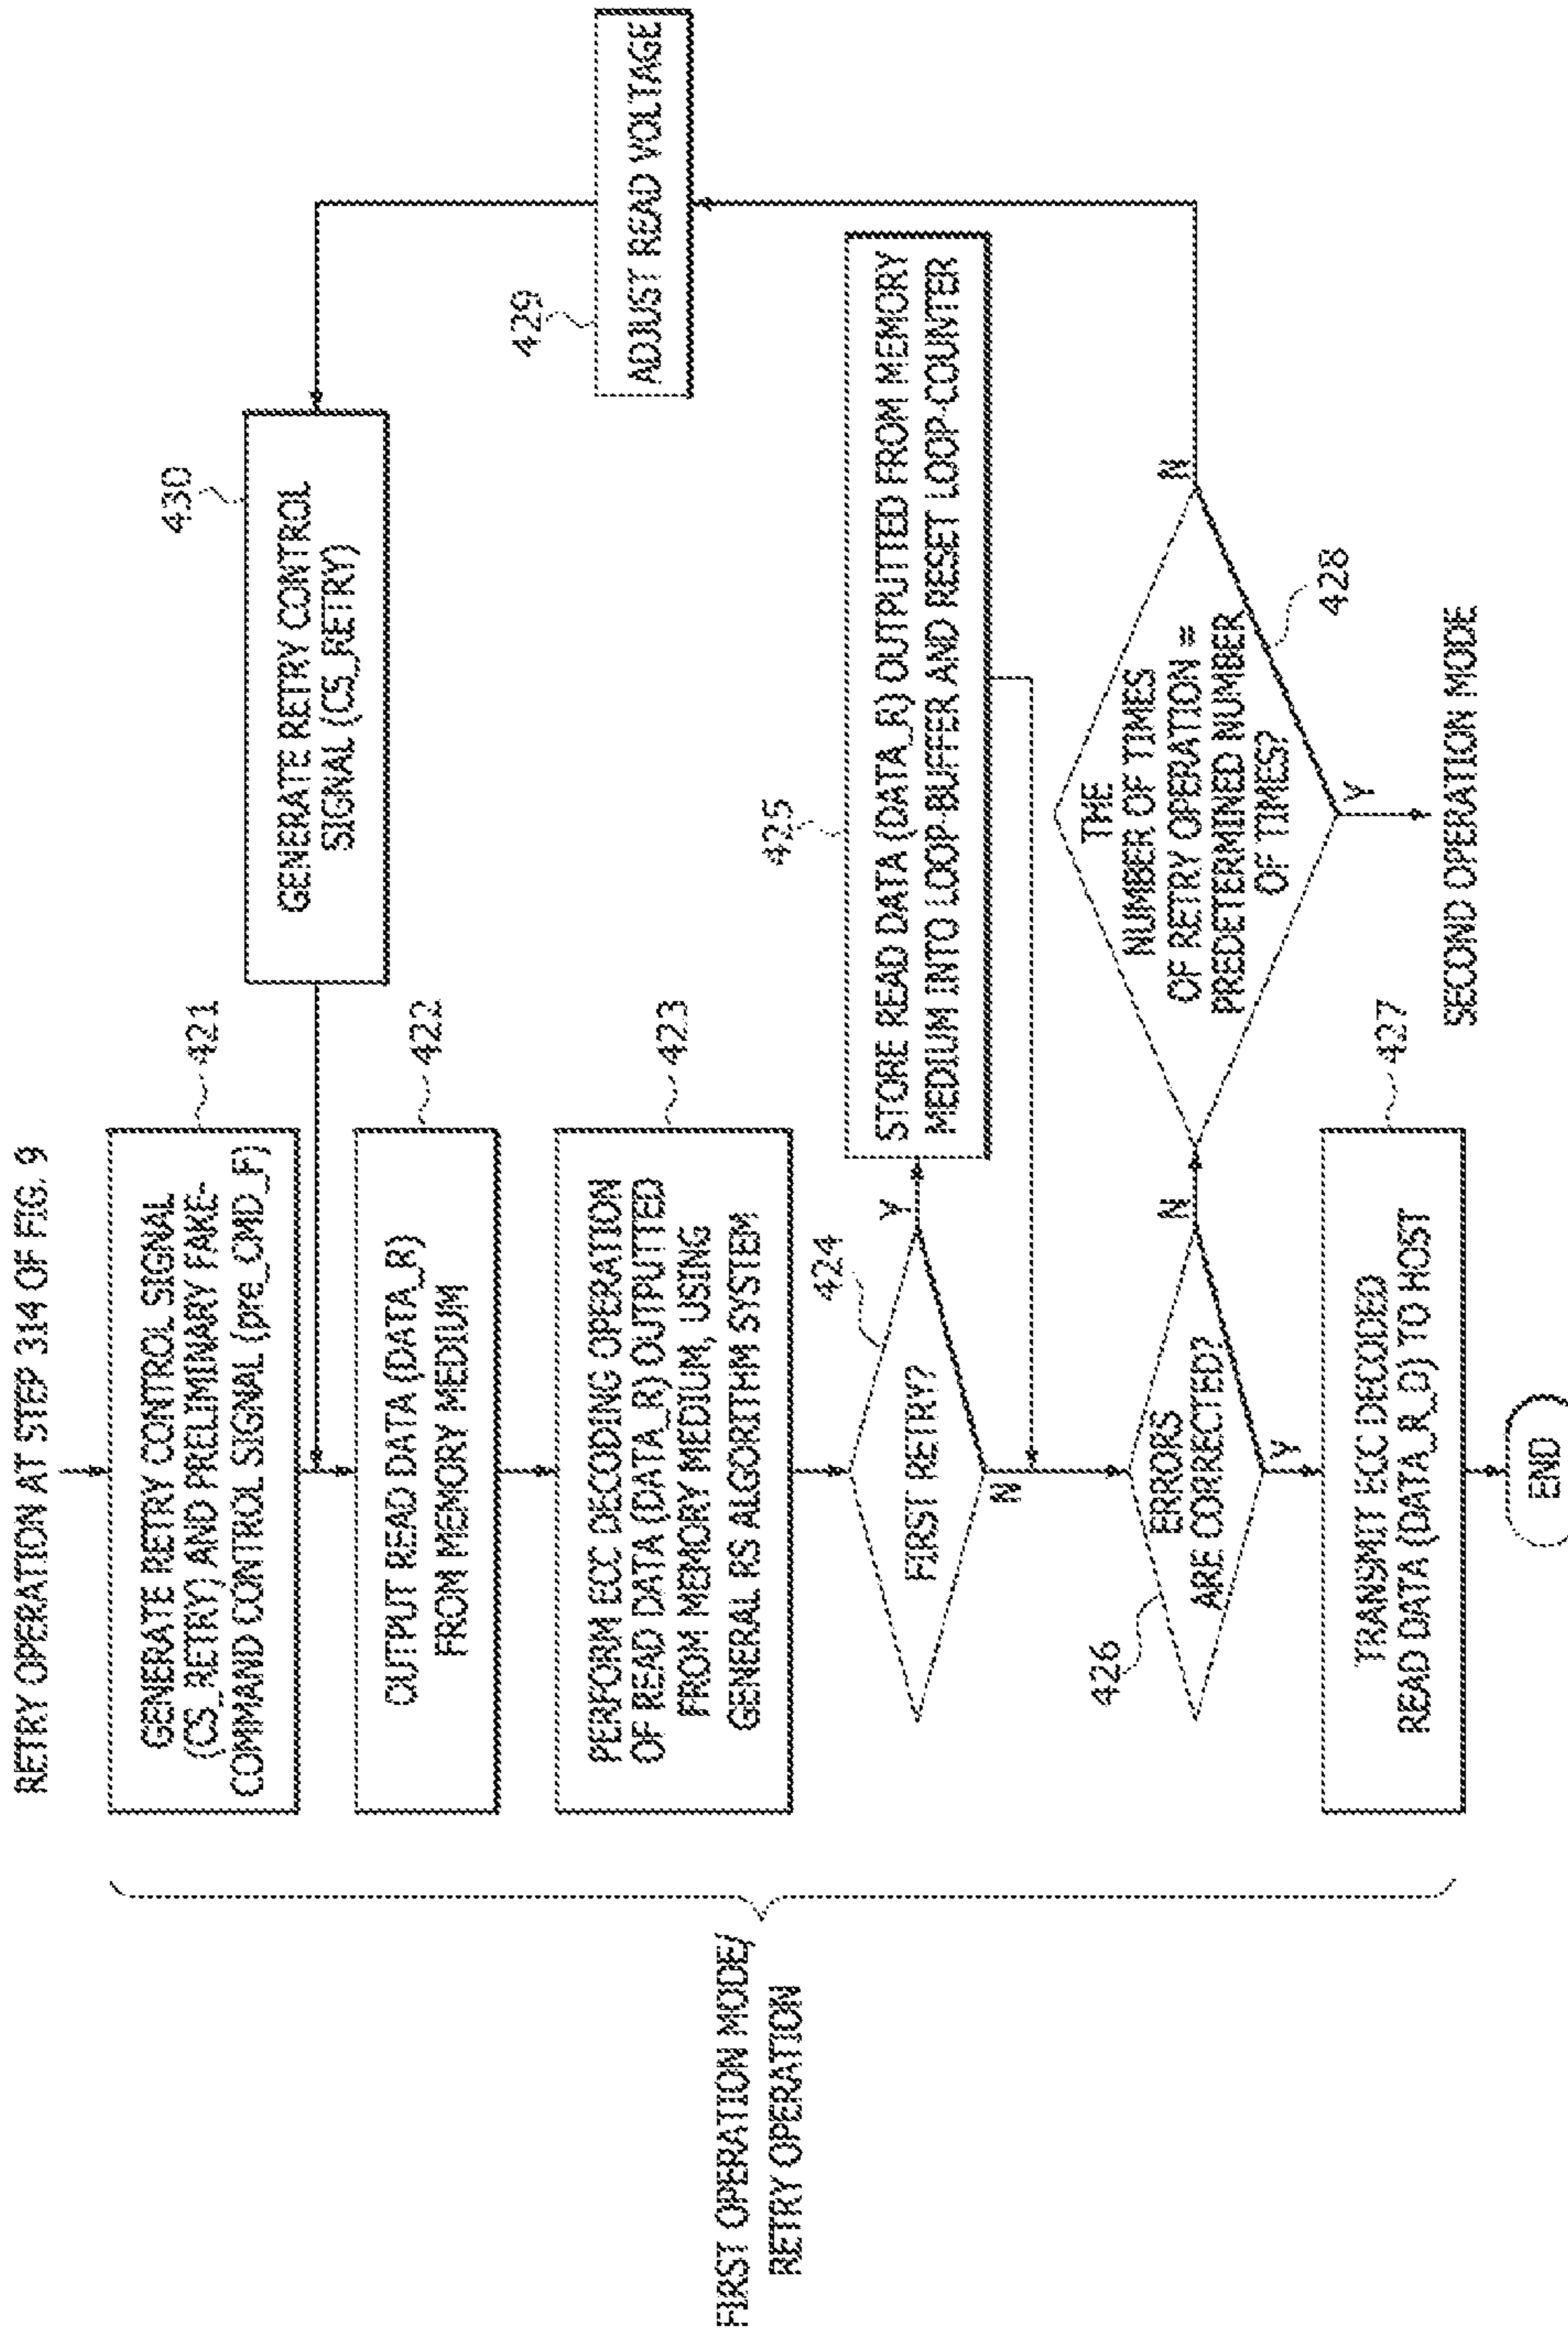 RETRY OPERATION AT STEP 314 OF FIG. 9
GENERATE RETRY CONTROL SIGNAL
(CS_RETRY) AND PRELIMINARY FAKE-
COMMAND CONTROL SIGNAL (pre_CMD_F)
421
GENERATE RETRY CONTROL
SIGNAL (CS_RETRY)
430
OUTPUT READ DATA (DATA_R)
FROM MEMORY MEDIUM
422
PERFORM ECC DECODING OPERATION
OF READ DATA (DATA_R) OUTPUTTED
FROM MEMORY MEDIUM, USING
GENERAL RS ALGORITHM SYSTEM
423
429
ADJUST READ VOLTAGE
FIRST OPERATION MODE/
RETRY OPERATION
424
FIRST RETRY?
Y
N
425
STORE READ DATA (DATA_R) OUTPUTTED FROM MEMORY
MEDIUM INTO LOOP-BUFFER AND RESET LOOP-COUNTER
426
ERRORS
ARE CORRECTED?
N
Y
THE
NUMBER OF TIMES
OF RETRY OPERATION =
PREDETERMINED NUMBER
OF TIMES?
N
428
Y
SECOND OPERATION MODE
427
TRANSMIT ECC DECODED
READ DATA (DATA_R_D) TO HOST
END